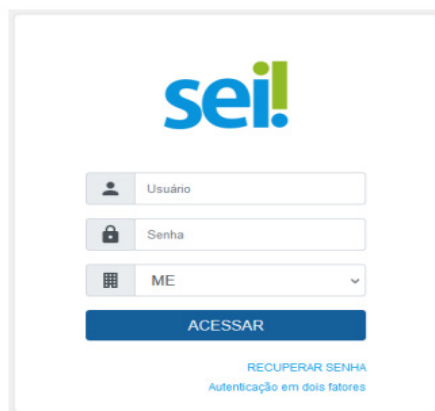 sei!
Usuário
Senha
ME
ACESSAR
RECUPERAR SENHA
Autenticação em dois fatores